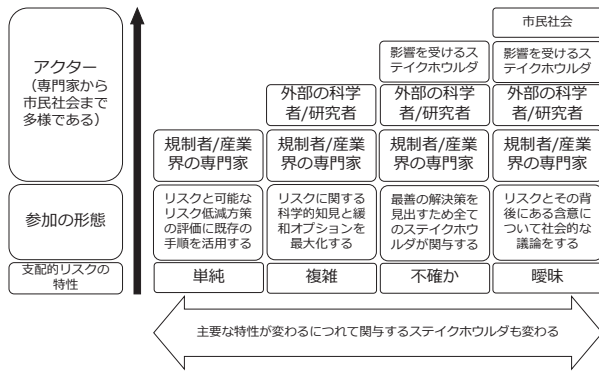 アクター
（専門家から
市民社会まで
多様である）
市民社会
影響を受けるス
テイクホウルダ
影響を受けるス
テイクホウルダ
外部の科学
者/研究者
外部の科学
者/研究者
外部の科学
者/研究者
規制者/産業
界の専門家
規制者/産業
界の専門家
規制者/産業
界の専門家
規制者/産業
界の専門家
参加の形態
リスクと可能な
リスク低減方策
の評価に既存の
手順を活用する
リスクに関する
科学的知見と緩
和オプションを
最大化する
最善の解決策を
見出すため全て
のステイクホウ
ルダが関与する
リスクとその背
後にある含意に
ついて社会的な
議論をする
支配的リスクの
特性
単純
複雑
不確か
曖昧
主要な特性が変わるにつれて関与するステイクホウルダも変わる